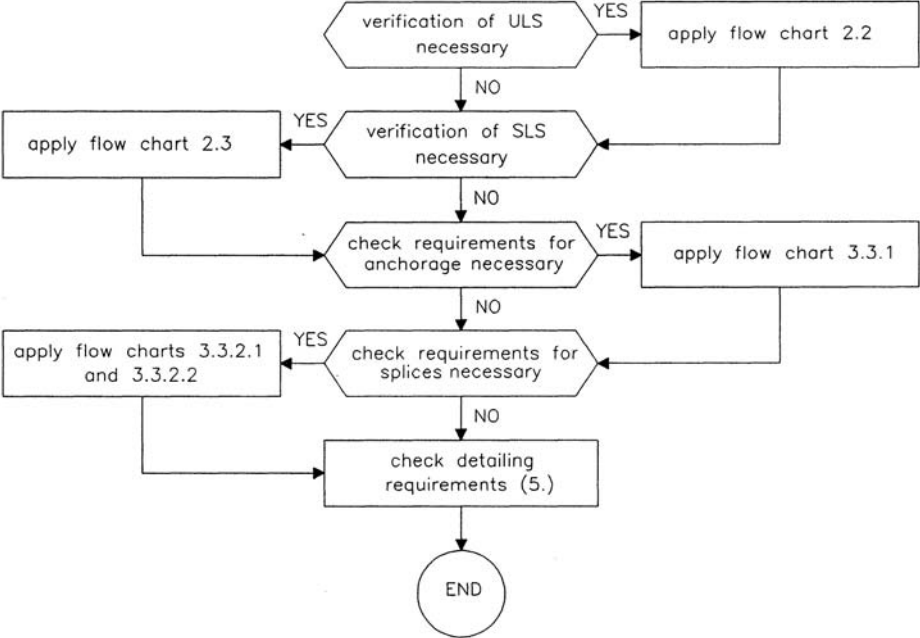 verification of ULS
necessary
YES
apply flow chart 2.2
NO
apply flow chart 2.3
YES
verification of SLS
necessary
NO
check requirements for
anchorage necessary
YES
apply flow chart 3.3.1
NO
apply flow charts 3.3.2.1
and 3.3.2.2
YES
check requirements for
splices necessary
NO
check detailing
requirements (5.)
END